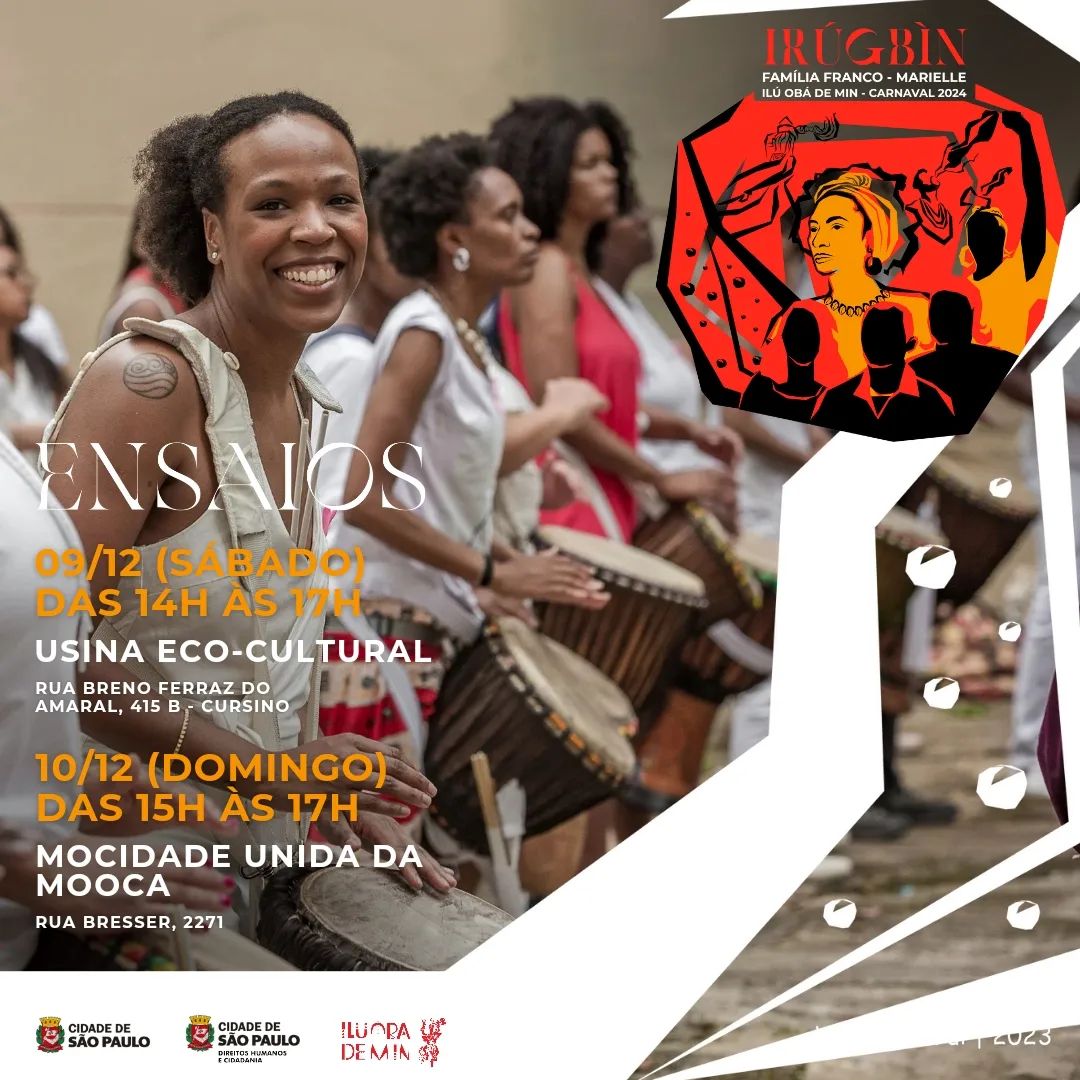 IRÚGBÌN
FAMÍLIA FRANCO - MARIELLE
ILÚ OBÁ DE MIN - CARNAVAL 2024
ENSAIOS
09/12 (SÁBADO)
DAS 14H ÀS 17H
USINA ECO-CULTURAL
RUA BRENO FERRAZ DO
AMARAL, 415 B - CURSINO
10/12 (DOMINGO)
DAS 15H ÀS 17H
MOCIDADE UNIDA DA
MOOCA
RUA BRESSER, 2271
CIDADE DE
SÃO PAULO
CIDADE DE
SÃO PAULO
DIREITOS HUMANOS
E CIDADANIA
ILÚ OBA
DE MIN
| 2023